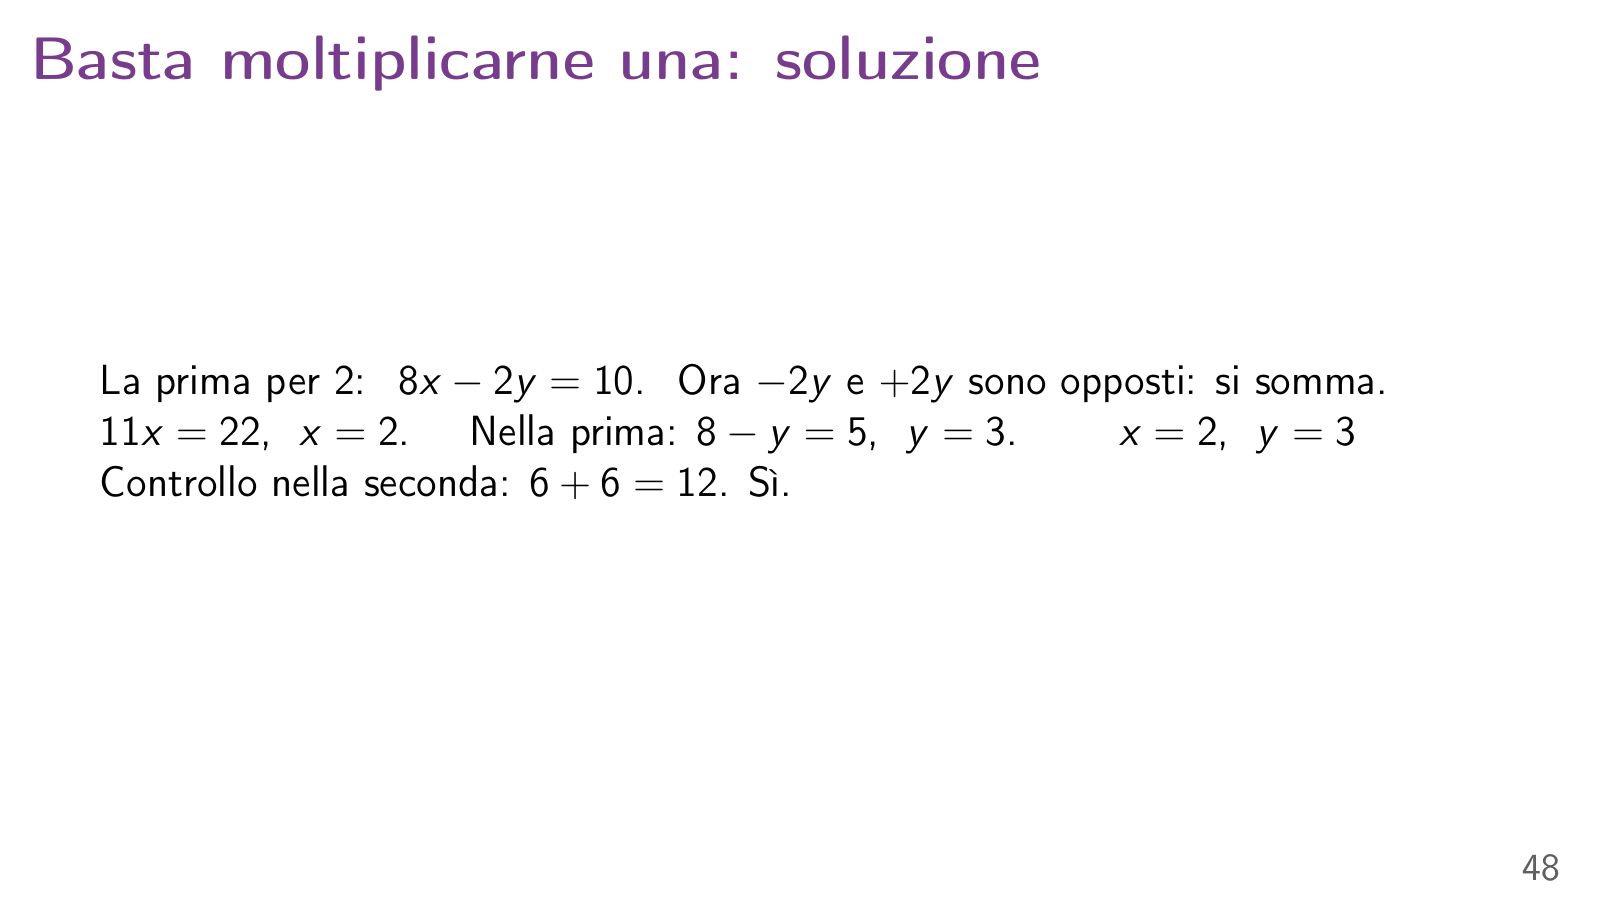 Basta moltiplicarne una: soluzione
La prima per 2: 8x − 2y = 10. Ora −2y e +2y sono opposti: si somma.
11x = 22, x = 2. Nella prima: 8 − y = 5, y = 3. x = 2, y = 3
Controllo nella seconda: 6 + 6 = 12. Sì.
48